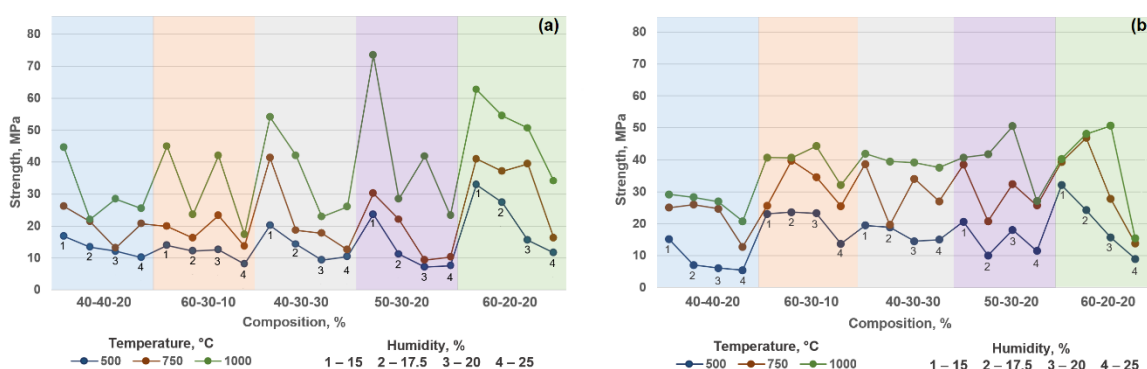 (a)
80
70
60
50
40
30
20
10
0
Strength, MPa
1 2 3 4 1 2 3 4 1 2 3 4 1 2 3 4 1 2 3 4
40-40-20 60-30-10 40-30-30 50-30-20 60-20-20
Composition, %
Temperature, °C Humidity, %
500 750 1000 1 – 15 2 – 17.5 3 – 20 4 – 25
(b
80
70
60
50
40
30
20
10
0
Strength, MPa
1 2 3 4 1 2 3 4 1 2 3 4 1 2 3 4 1 2 3 4
40-40-20 60-30-10 40-30-30 50-30-20 60-20-20
Composition, %
Temperature, °C Humidity, %
500 750 1000 1 – 15 2 – 17.5 3 – 20 4 – 25